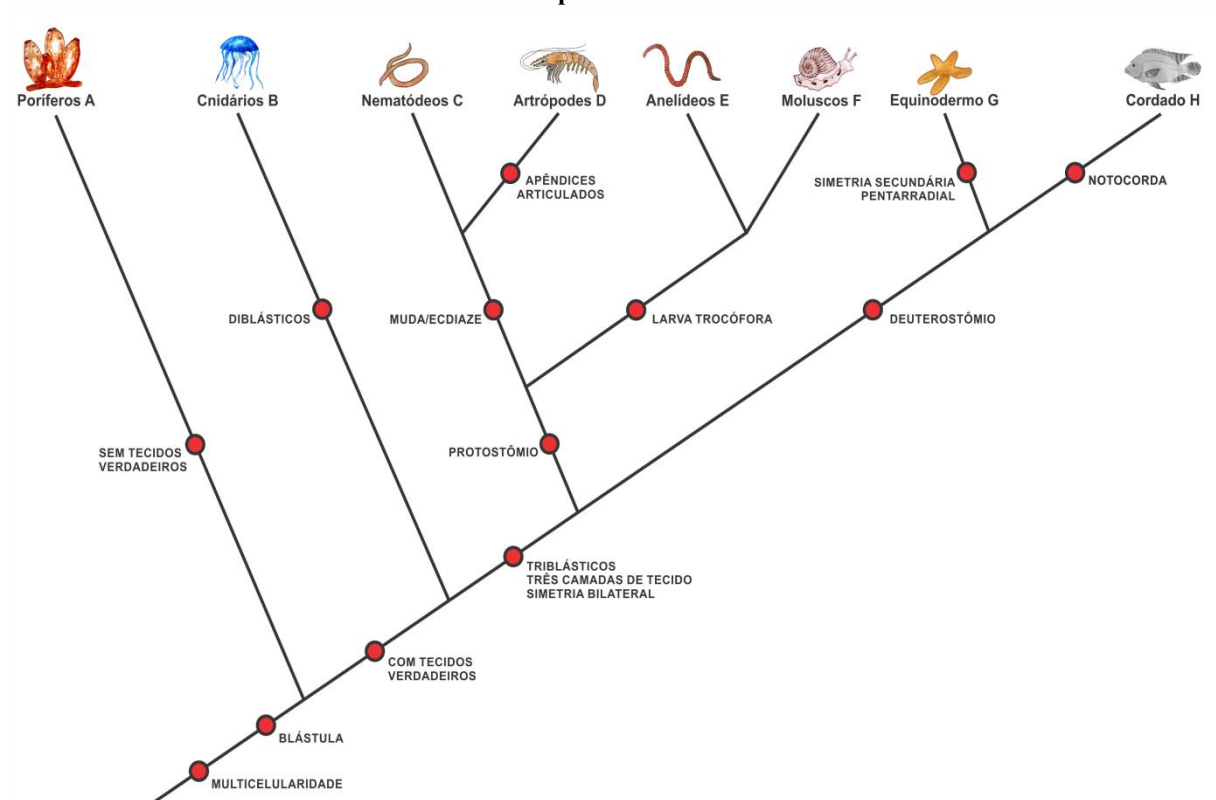 Poríferos A
Cnidários B
Nematódeos C
Artrópodes D
Anelídeos E
Moluscos F
Equinodermo G
Cordado H
APÊNDICES
ARTICULADOS
SIMETRIA SECUNDÁRIA
PENTARRADIAL
NOTOCORDA
DIBLÁSTICOS
MUDA/ECDIAZE
LARVA TROCÓFORA
DEUTEROSTÔMIO
SEM TECIDOS
VERDADEIROS
PROTOSTÔMIO
TRIBLÁSTICOS
TRÊS CAMADAS DE TECIDO
SIMETRIA BILATERAL
COM TECIDOS
VERDADEIROS
BLÁSTULA
MULTICELULARIDADE